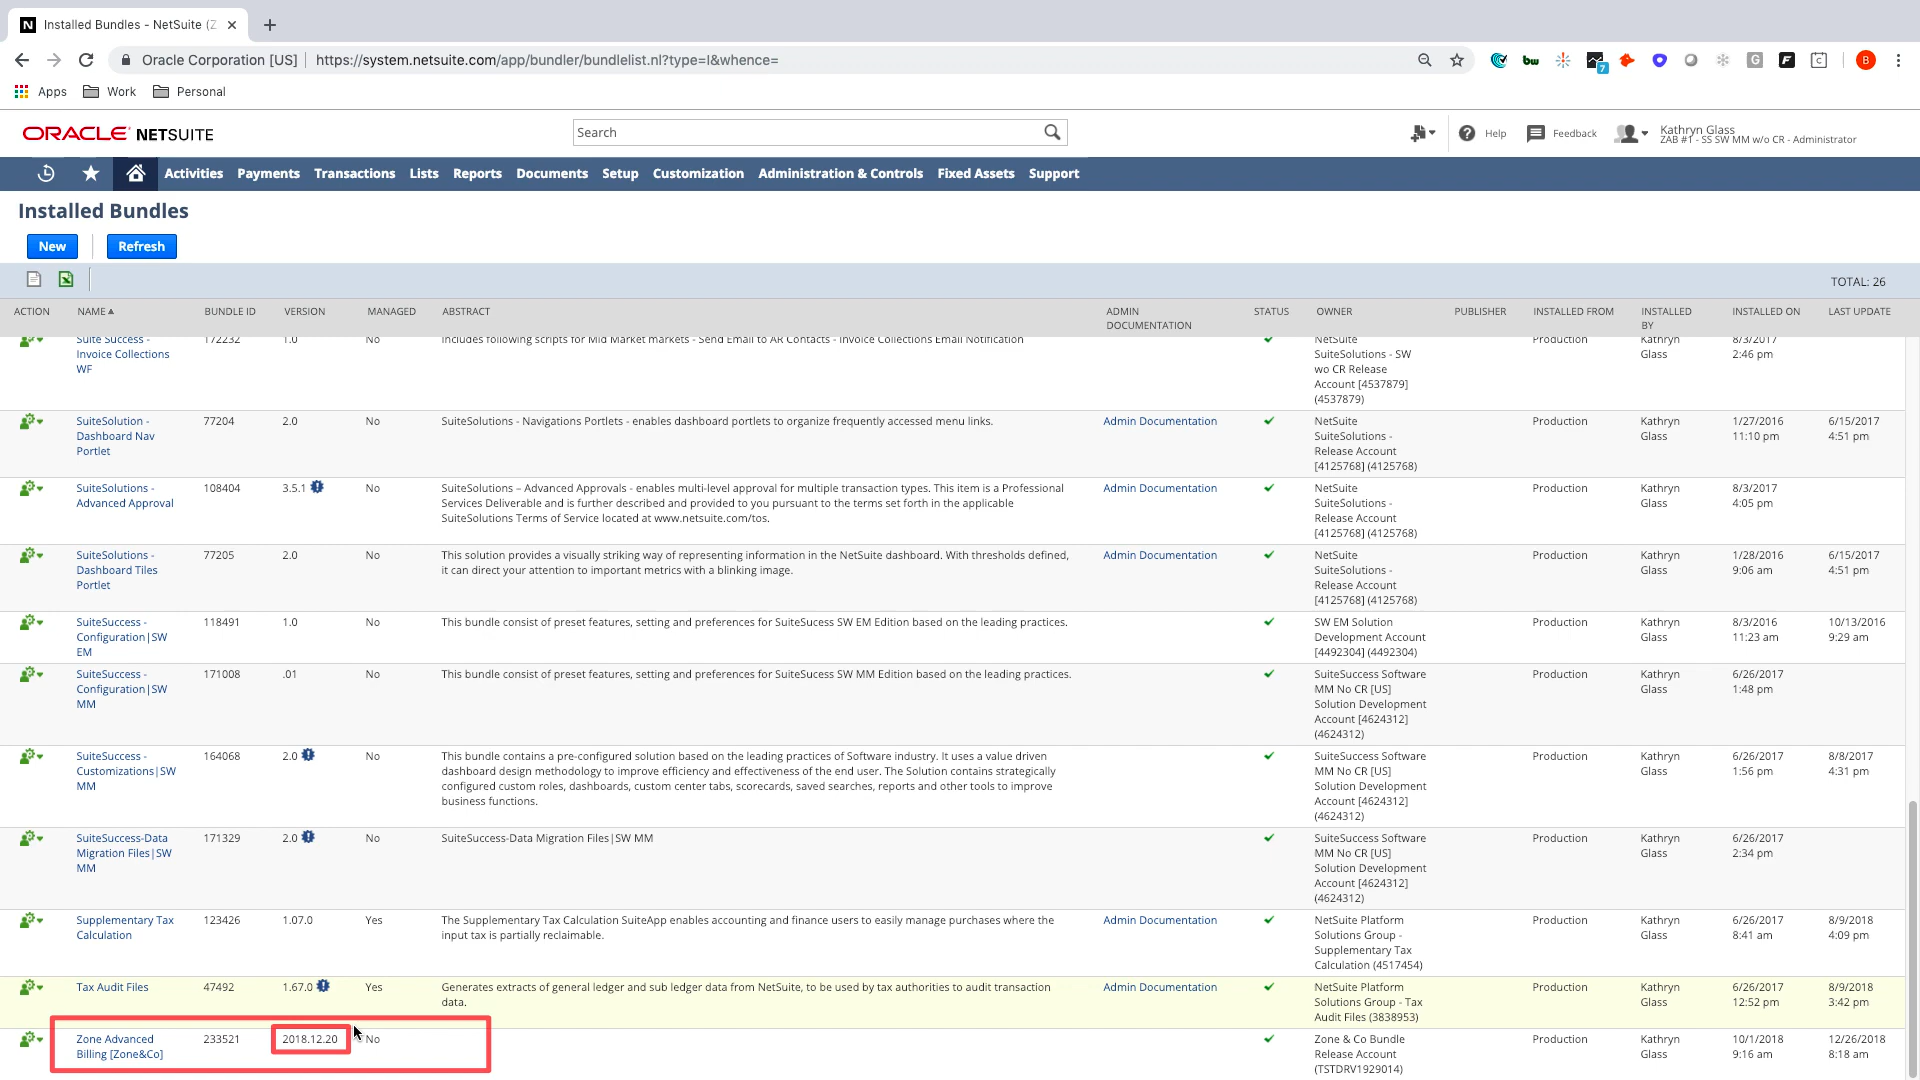 Installed Bundles - NetSuite (Z
Oracle Corporation [US] https://system.netsuite.com/app/bundler/bundlelist.nl?type=I&whence=
bw 7 G F C B
Apps Work Personal
ORACLE NETSUITE
Search
Help Feedback
Kathryn Glass
ZAB #1 - SS SW MM w/o CR - Administrator
Activities Payments Transactions Lists Reports Documents Setup Customization Administration & Controls Fixed Assets Support
Installed Bundles
New Refresh
TOTAL: 26
ACTION NAME BUNDLE ID VERSION MANAGED ABSTRACT ADMIN DOCUMENTATION STATUS OWNER PUBLISHER INSTALLED FROM INSTALLED BY INSTALLED ON LAST UPDATE
Suite Success - 172232 1.0 No Includes following scripts for Mid Market markets - Send Email to AR Contacts - Invoice Collections Email Notification NetSuite Production Kathryn 8/3/2017
Invoice Collections SuiteSolutions - SW Glass 2:46 pm
WF wo CR Release
Account [4537879]
(4537879)
SuiteSolution - 77204 2.0 No SuiteSolutions - Navigations Portlets - enables dashboard portlets to organize frequently accessed menu links. Admin Documentation NetSuite Production Kathryn 1/27/2016 6/15/2017
Dashboard Nav SuiteSolutions - Glass 11:10 pm 4:51 pm
Portlet Release Account
[4125768] (4125768)
SuiteSolutions - 108404 3.5.1 No SuiteSolutions – Advanced Approvals - enables multi-level approval for multiple transaction types. This item is a Professional Admin Documentation NetSuite Production Kathryn 8/3/2017
Advanced Approval Services Deliverable and is further described and provided to you pursuant to the terms set forth in the applicable SuiteSolutions - Glass 4:05 pm
SuiteSolutions Terms of Service located at www.netsuite.com/tos. Release Account
[4125768] (4125768)
SuiteSolutions - 77205 2.0 No This solution provides a visually striking way of representing information in the NetSuite dashboard. With thresholds defined, Admin Documentation NetSuite Production Kathryn 1/28/2016 6/15/2017
Dashboard Tiles it can direct your attention to important metrics with a blinking image. SuiteSolutions - Glass 9:06 am 4:51 pm
Portlet Release Account
[4125768] (4125768)
SuiteSuccess - 118491 1.0 No This bundle consist of preset features, setting and preferences for SuiteSucess SW EM Edition based on the leading practices. SW EM Solution Production Kathryn 8/3/2016 10/13/2016
Configuration|SW Development Account Glass 11:23 am 9:29 am
EM [4492304] (4492304)
SuiteSuccess - 171008 .01 No This bundle consist of preset features, setting and preferences for SuiteSucess SW MM Edition based on the leading practices. SuiteSuccess Software Production Kathryn 6/26/2017
Configuration|SW MM No CR [US] Glass 1:48 pm
MM Solution Development
Account [4624312]
(4624312)
SuiteSuccess - 164068 2.0 No This bundle contains a pre-configured solution based on the leading practices of Software industry. It uses a value driven SuiteSuccess Software Production Kathryn 6/26/2017 8/8/2017
Customizations|SW dashboard design methodology to improve efficiency and effectiveness of the end user. The Solution contains strategically MM No CR [US] Glass 1:56 pm 4:31 pm
MM configured custom roles, dashboards, custom center tabs, scorecards, saved searches, reports and other tools to improve Solution Development
business functions. Account [4624312]
(4624312)
SuiteSuccess-Data 171329 2.0 No SuiteSuccess-Data Migration Files|SW MM SuiteSuccess Software Production Kathryn 6/26/2017
Migration Files|SW MM No CR [US] Glass 2:34 pm
MM Solution Development
Account [4624312]
(4624312)
Supplementary Tax 123426 1.07.0 Yes The Supplementary Tax Calculation SuiteApp enables accounting and finance users to easily manage purchases where the Admin Documentation NetSuite Platform Production Kathryn 6/26/2017 8/9/2018
Calculation input tax is partially reclaimable. Solutions Group - Glass 8:41 am 4:09 pm
Supplementary Tax
Calculation (4517454)
Tax Audit Files 47492 1.67.0 Yes Generates extracts of general ledger and sub ledger data from NetSuite, to be used by tax authorities to audit transaction Admin Documentation NetSuite Platform Production Kathryn 6/26/2017 8/9/2018
data. Solutions Group - Tax Glass 12:52 pm 3:42 pm
Audit Files (3838953)
Zone Advanced 233521 2018.12.20 No Zone & Co Bundle Production Kathryn 10/1/2018 12/26/2018
Billing [Zone&Co] Release Account Glass 9:16 am 8:18 am
(TSTDRV1929014)